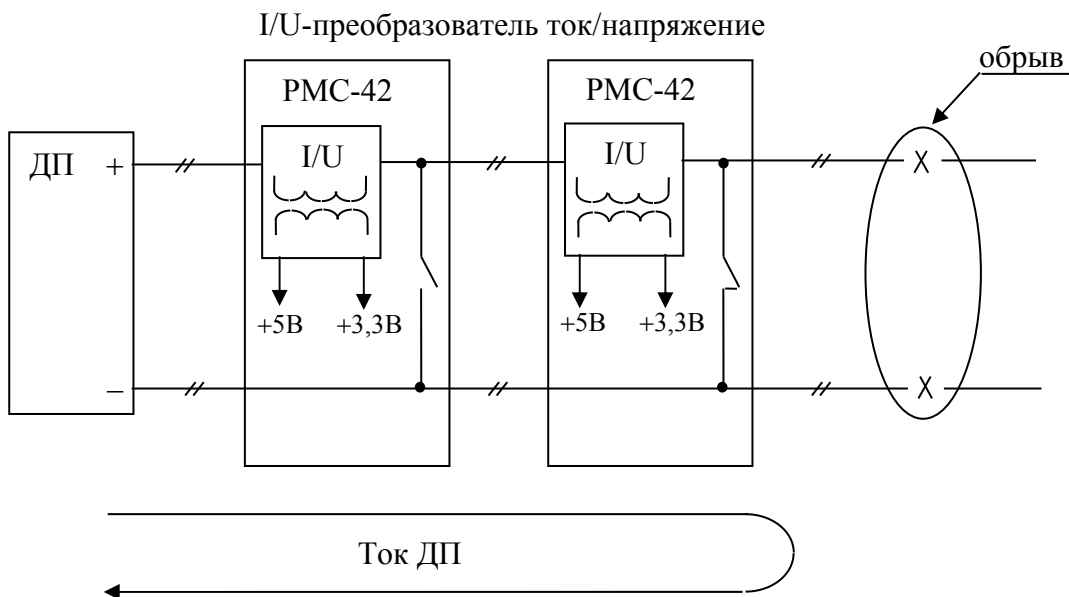 I/U-преобразователь ток/напряжение
обрыв
РМС-42
РМС-42
ДП
+
I/U
I/U
X
+5В
+3,3В
+5В
+3,3В
–
X
Ток ДП